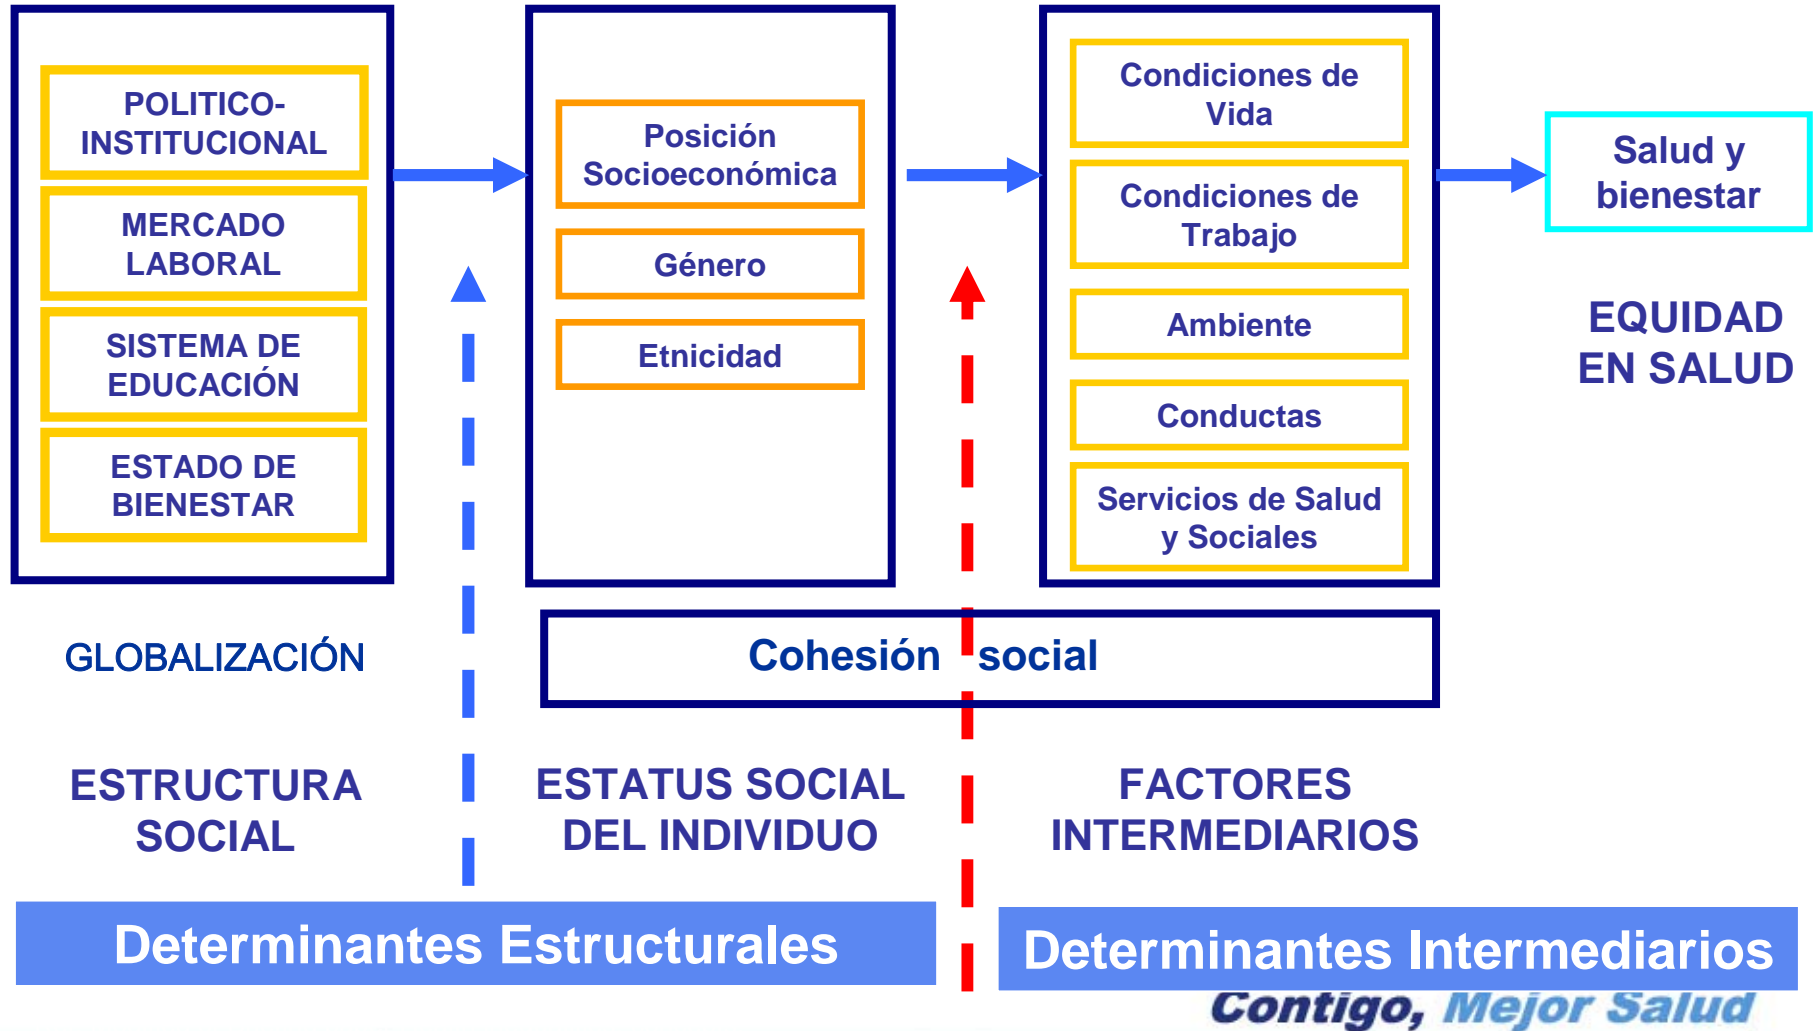 POLITICO-
INSTITUCIONAL
MERCADO
LABORAL
SISTEMA DE
EDUCACIÓN
ESTADO DE
BIENESTAR
Posición
Socioeconómica
Género
Etnicidad
Condiciones de
Vida
Condiciones de
Trabajo
Ambiente
Conductas
Servicios de Salud
y Sociales
Salud y
bienestar
EQUIDAD
EN SALUD
GLOBALIZACIÓN
Cohesión social
ESTRUCTURA
SOCIAL
ESTATUS SOCIAL
DEL INDIVIDUO
FACTORES
INTERMEDIARIOS
Determinantes Estructurales
Determinantes Intermediarios
Contigo, Mejor Salud